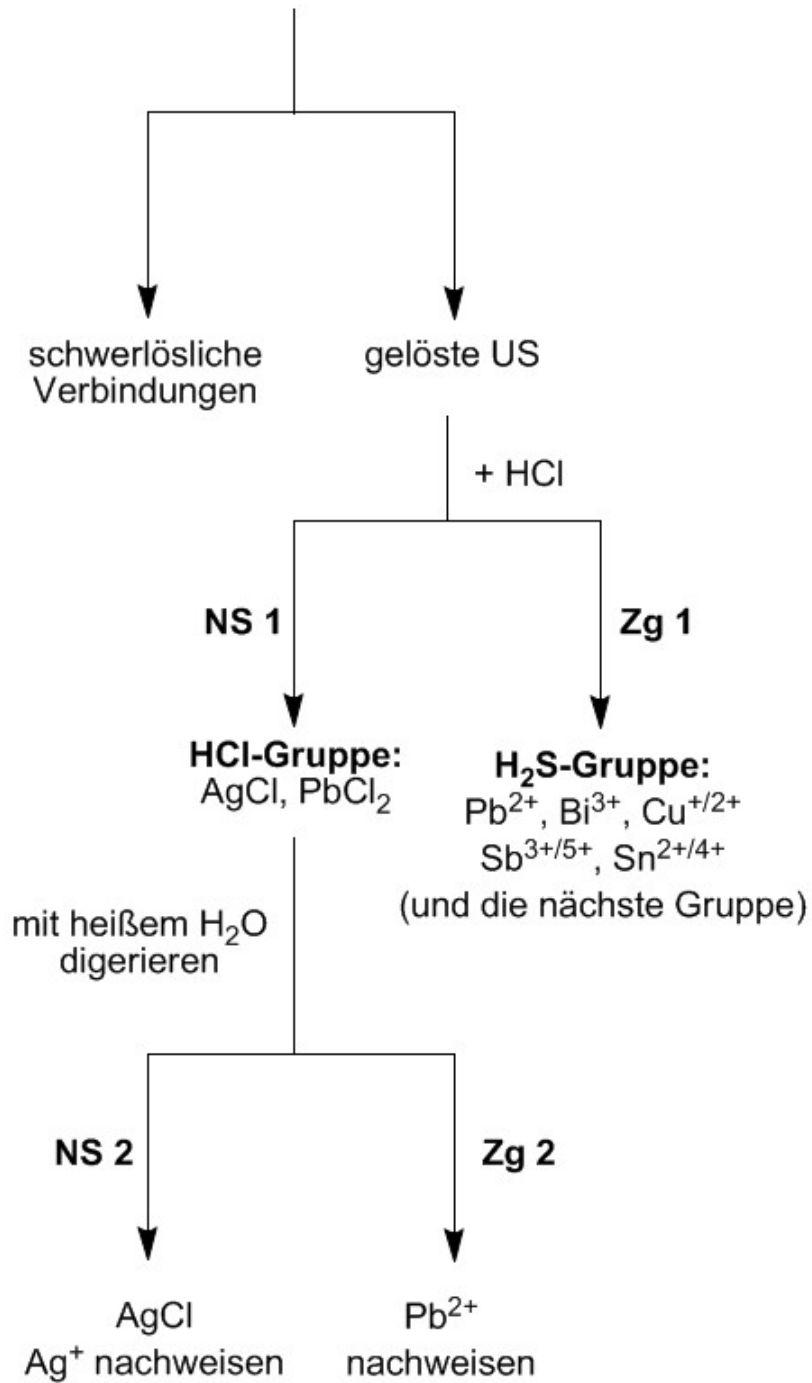 schwerlösliche
Verbindungen
gelöste US
+ HCl
NS 1
Zg 1
HCl-Gruppe:
AgCl, PbCl₂
H₂S-Gruppe:
Pb²⁺, Bi³⁺, Cu⁺/²⁺
Sb³⁺/⁵⁺, Sn²⁺/⁴⁺
(und die nächste Gruppe)
mit heißem H₂O
digerieren
NS 2
Zg 2
AgCl
Ag⁺ nachweisen
Pb²⁺
nachweisen